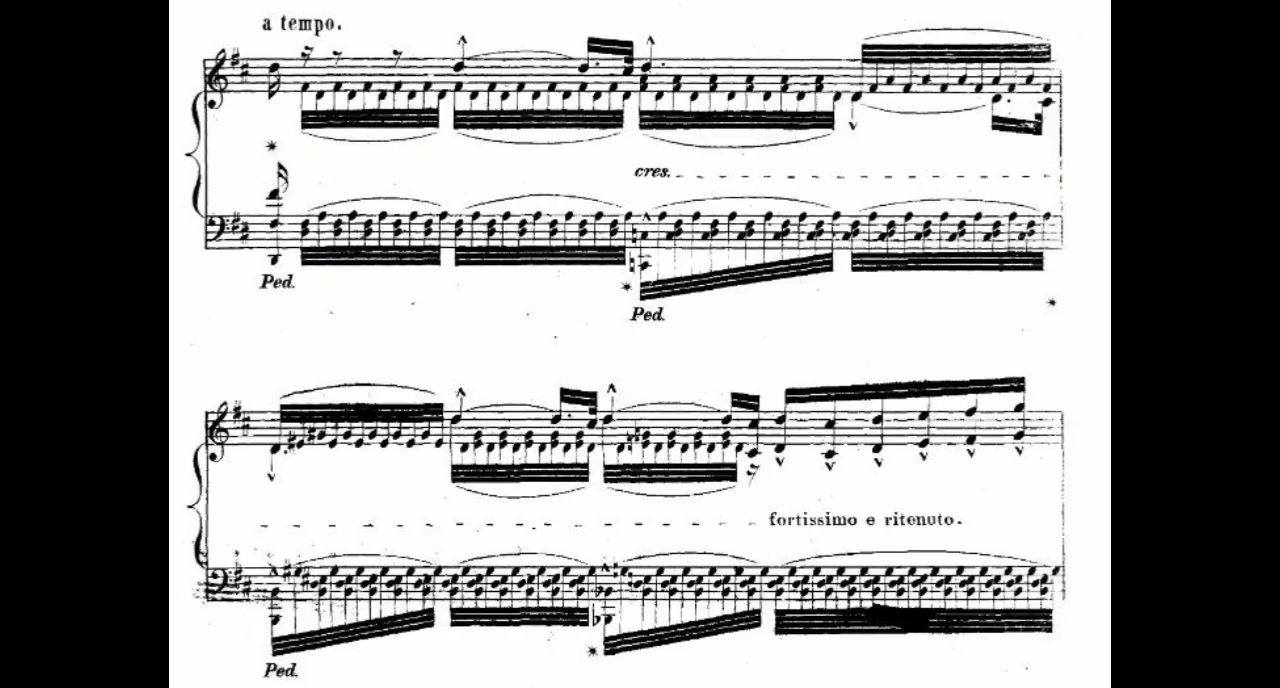 a tempo.
cres.
Ped.
Ped.
fortissimo e ritenuto.
Ped.